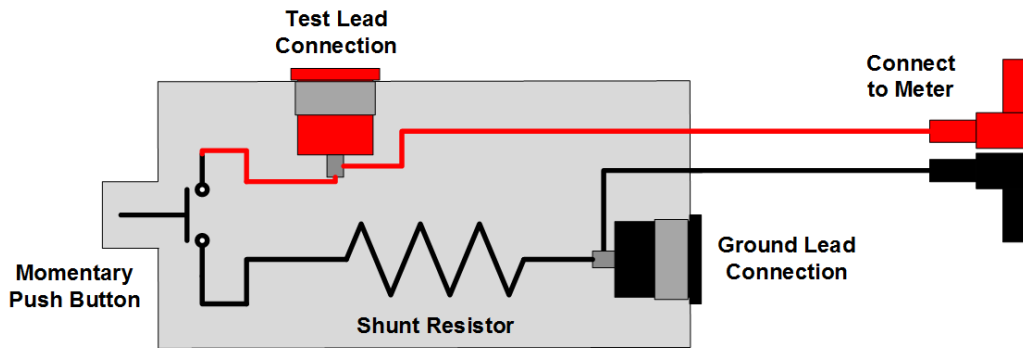 Test Lead
Connection
Connect
to Meter
Momentary
Push Button
Shunt Resistor
Ground Lead
Connection